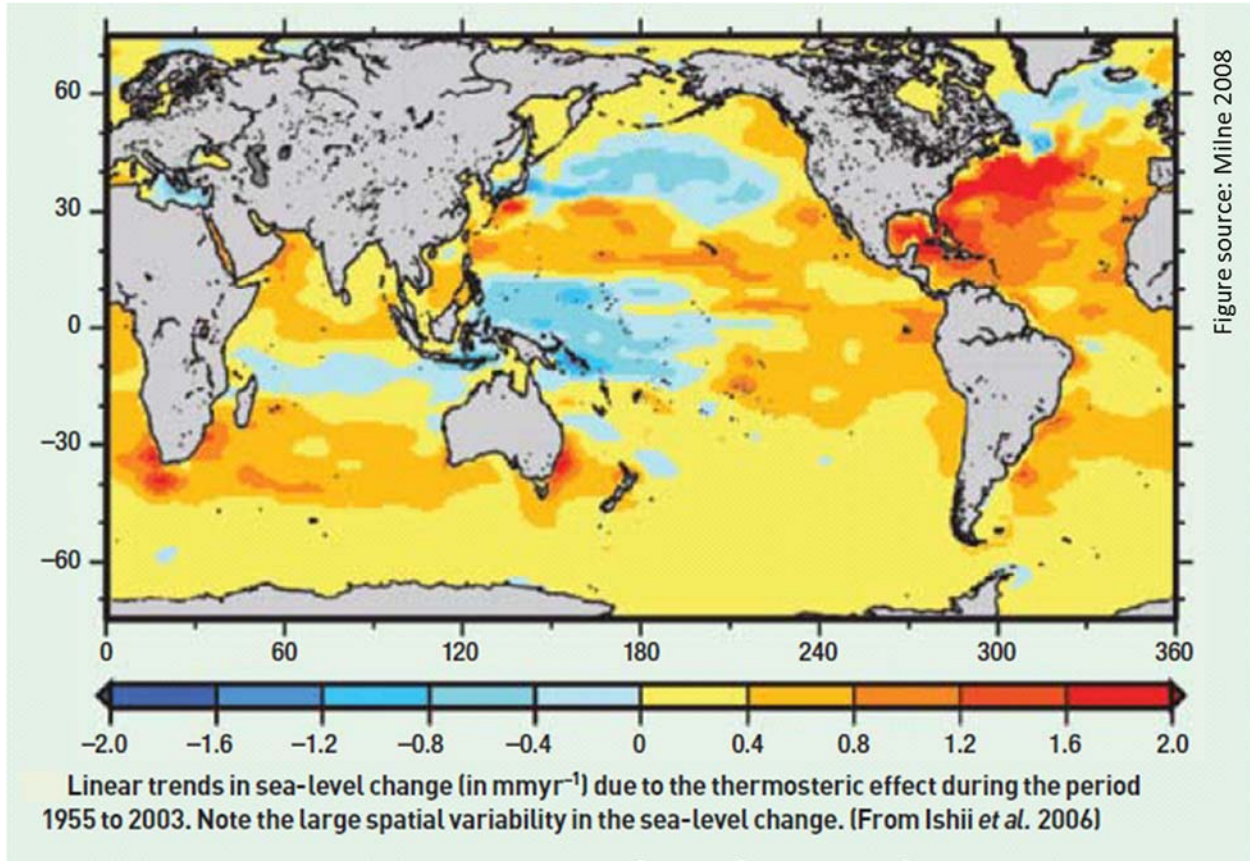 60
30
0
−30
−60
0 60 120 180 240 300 360
−2.0 −1.6 −1.2 −0.8 −0.4 0 0.4 0.8 1.2 1.6 2.0
Linear trends in sea-level change (in mmyr⁻¹) due to the thermosteric effect during the period
1955 to 2003. Note the large spatial variability in the sea-level change. (From Ishii et al. 2006)
Figure source: Milne 2008